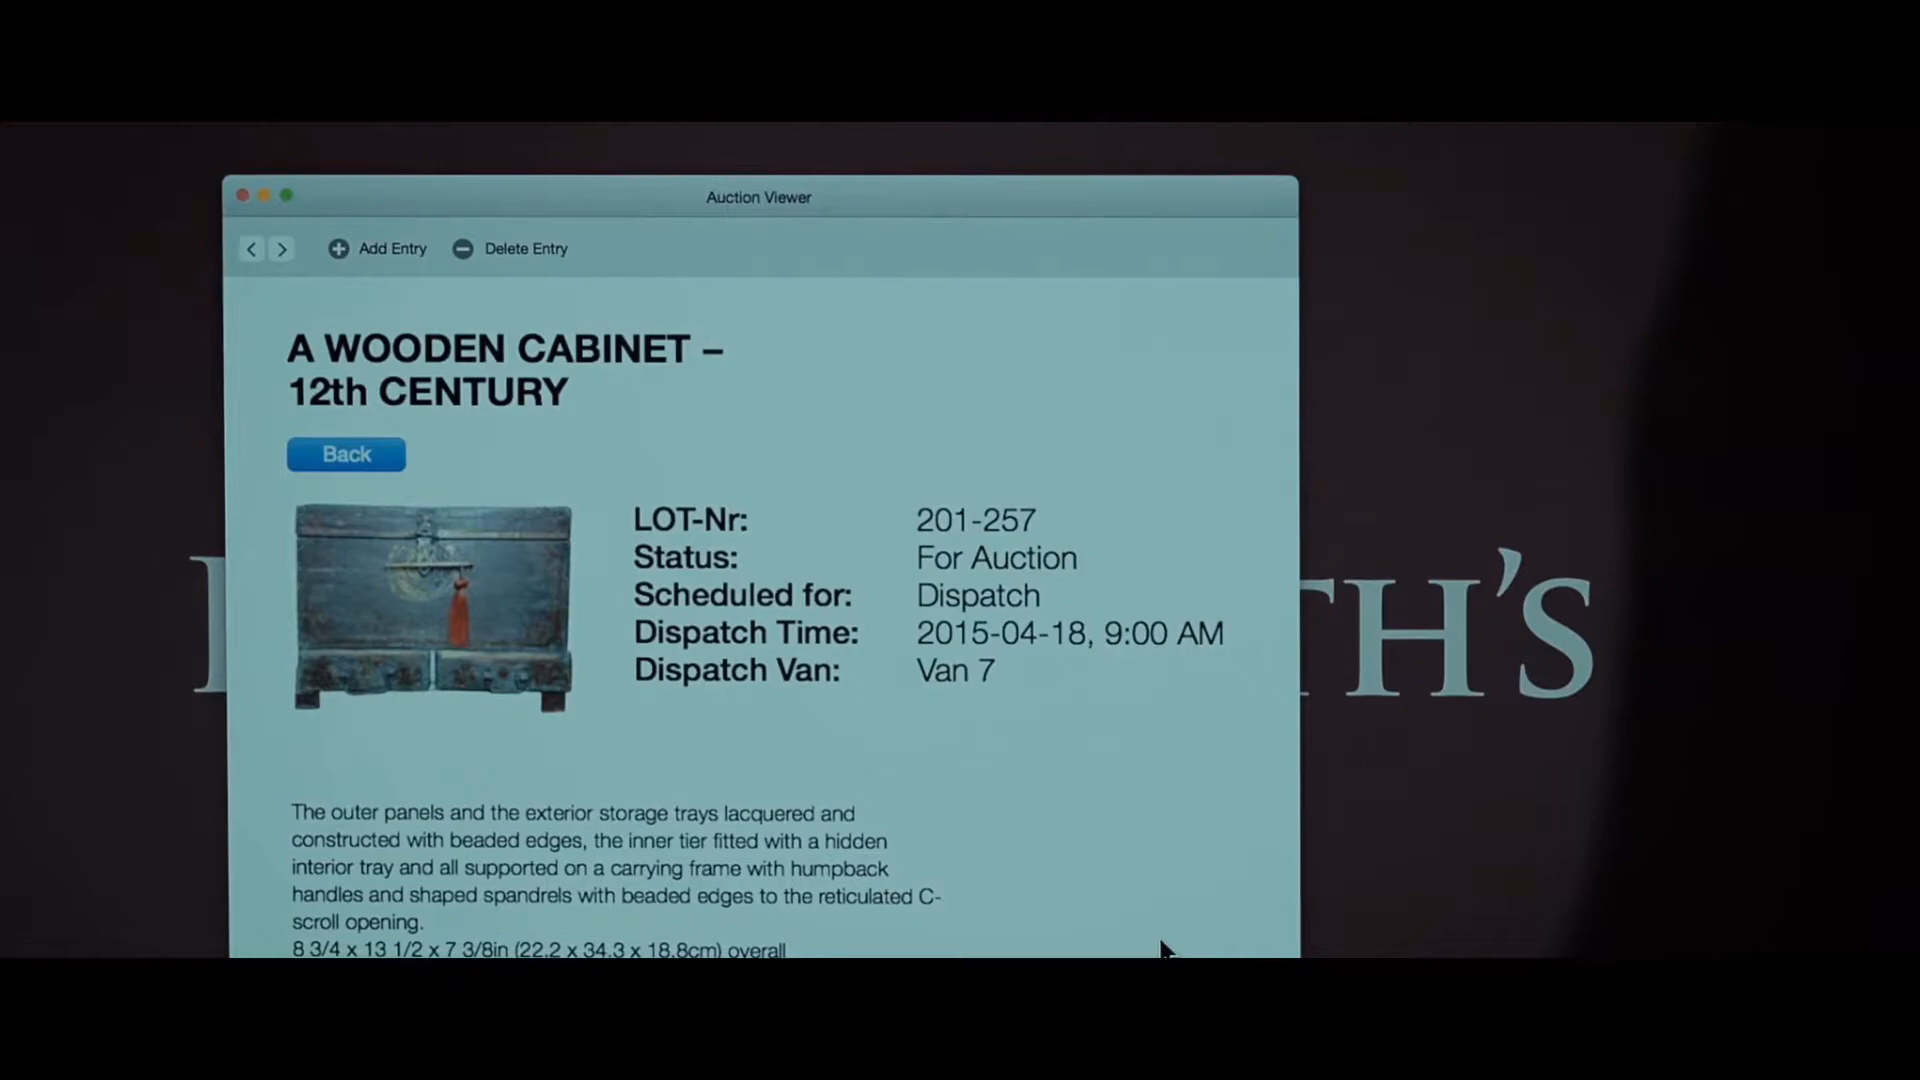 Auction Viewer
Add Entry
Delete Entry
A WOODEN CABINET –
12th CENTURY
Back
LOT-Nr: 201-257
Status: For Auction
Scheduled for: Dispatch
Dispatch Time: 2015-04-18, 9:00 AM
Dispatch Van: Van 7
TH'S
The outer panels and the exterior storage trays lacquered and
constructed with beaded edges, the inner tier fitted with a hidden
interior tray and all supported on a carrying frame with humpback
handles and shaped spandrels with beaded edges to the reticulated C-
scroll opening.
8 3/4 x 13 1/2 x 7 3/8in (22.2 x 34.3 x 18.8cm) overall